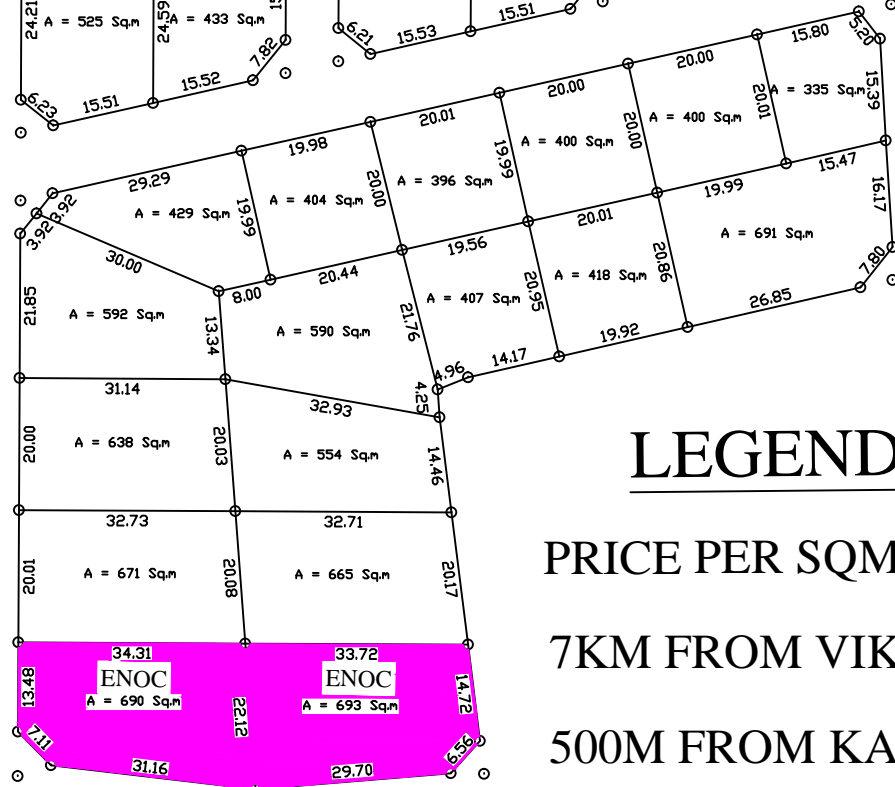 24.21
A = 525 Sq.m
24.59
A = 433 Sq.m
7.82
6.23
15.51
15.52
6.21
15.53
15.51
15.80
5.20
20.00
20.00
20.01
19.98
29.29
A = 335 Sq.m
15.39
20.01
A = 400 Sq.m
20.00
A = 400 Sq.m
19.99
A = 396 Sq.m
20.00
A = 404 Sq.m
19.99
A = 429 Sq.m
3.92
3.92
30.00
8.00
20.44
19.56
20.01
19.99
15.47
16.17
A = 691 Sq.m
7.80
26.85
20.86
A = 418 Sq.m
20.95
A = 407 Sq.m
21.76
A = 590 Sq.m
13.34
A = 592 Sq.m
21.85
19.92
14.17
4.96
4.25
31.14
32.93
20.00
A = 638 Sq.m
20.03
A = 554 Sq.m
14.46
32.73
32.71
20.01
A = 671 Sq.m
20.08
A = 665 Sq.m
20.17
34.31
33.72
13.48
ENOC
A = 690 Sq.m
22.12
ENOC
A = 693 Sq.m
14.72
7.11
31.16
29.70
6.56
LEGEND
PRICE PER SQM
7KM FROM VIK
500M FROM KA